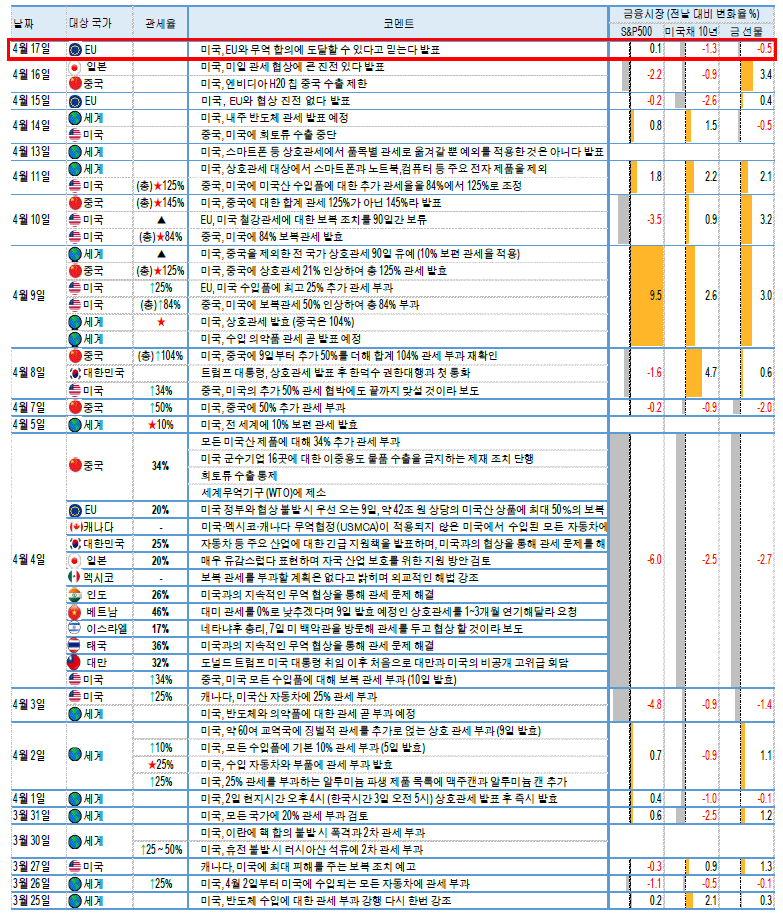 날짜 대상 국가 관세율 코멘트 금융시장 (전날 대비 변화율 %)
S&P500 미국채 10년 금 선물
4월 17일 EU 미국, EU와 무역 합의에 도달할 수 있다고 믿는다 발표 0.1 -1.3 -0.5
4월 16일 일본 미국, 미일 관세 협상에 큰 진전 있다 발표 -2.2 -0.9 3.4
중국 미국, 엔비디아 H20 칩 중국 수출 제한
4월 15일 EU 미국, EU와 협상 진전 없다 발표 -0.2 -2.6 0.4
4월 14일 세계 미국, 내주 반도체 관세 발표 예정 0.8 1.5 -0.5
미국 중국, 미국에 희토류 수출 중단
4월 13일 세계 미국, 스마트폰 등 상호관세에서 품목별 관세로 옮겨갈 뿐 예외를 적용한 것은 아니다 발표
4월 11일 세계 미국, 상호관세 대상에서 스마트폰과 노트북,컴퓨터 등 주요 전자 제품을 제외 1.8 2.2 2.1
미국 (총)★125% 중국, 미국에 미국산 수입품에 대한 추가 관세율을 84%에서 125%로 조정
4월 10일 중국 (총)★145% 미국, 중국에 대한 합계 관세 125%가 아닌 145%라 발표 -3.5 0.9 3.2
미국 ▲ EU, 미국 철강관세에 대한 보복 조치를 90일간 보류
미국 (총)★84% 중국, 미국에 84% 보복관세 발효
4월 9일 세계 ▲ 미국, 중국을 제외한 전 국가 상호관세 90일 유예 (10% 보편 관세율 적용) 9.5 2.6 3.0
중국 (총)★125% 미국, 중국에 상호관세 21% 인상하여 총 125% 관세 발효
미국 ↑25% EU, 미국 수입품에 최고 25% 추가 관세 부과
미국 (총)↑84% 중국, 미국에 보복관세 50% 인상하여 총 84% 부과
세계 ★ 미국, 상호관세 발효 (중국은 104%)
세계 미국, 수입 의약품 관세 곧 발표 예정
4월 8일 중국 (총)↑104% 미국, 중국에 9일부터 추가 50%를 더해 합계 104% 관세 부과 재확인 -1.6 4.7 0.6
대한민국 트럼프 대통령, 상호관세 발표 후 한덕수 권한대행과 첫 통화
미국 ↑34% 중국, 미국의 추가 50% 관세 협박에도 끝까지 맞설 것이라 보도
4월 7일 중국 ↑50% 미국, 중국에 50% 추가 관세 부과 -0.2 -0.9 -2.0
4월 5일 세계 ★10% 미국, 전 세계에 10% 보편 관세 발효
4월 4일 중국 34% 모든 미국산 제품에 대해 34% 추가 관세 부과 -6.0 -2.5 -2.7
미국 군수기업 16곳에 대한 이중용도 물품 수출을 금지하는 제재 조치 단행
희토류 수출 통제
세계무역기구 (WTO)에 제소
EU 20% 미국 정부와 협상 불발 시 우선 오는 9일, 약 42조 원 상당의 미국산 상품에 최대 50%의 보복
캐나다 - 미국·멕시코·캐나다 무역협정(USMCA)이 적용되지 않은 미국에서 수입된 모든 자동차에
대한민국 25% 자동차 등 주요 산업에 대한 긴급 지원책을 발표하며, 미국과의 협상을 통해 관세 문제를 해
일본 20% 매우 유감스럽다 표현하며 자국 산업 보호를 위한 지원 방안 검토
멕시코 - 보복 관세를 부과할 계획은 없다고 밝히며 외교적인 해법 강조
인도 26% 미국과의 지속적인 무역 협상을 통해 관세 문제 해결
베트남 46% 대미 관세를 0%로 낮추겠다며 9일 발효 예정인 상호관세를 1~3개월 연기해달라 요청
이스라엘 17% 네타냐후 총리, 7일 미 백악관을 방문해 관세를 두고 협상 할 것이라 보도
태국 36% 미국과의 지속적인 무역 협상을 통해 관세 문제 해결
대만 32% 도널드 트럼프 미국 대통령 취임 이후 처음으로 대만과 미국의 비공개 고위급 회담
미국 ↑34% 중국, 미국 모든 수입품에 대해 보복 관세 부과 (10일 발효)
4월 3일 미국 ↑25% 캐나다, 미국산 자동차에 25% 관세 부과 -4.8 -0.9 -1.4
세계 미국, 반도체와 의약품에 대한 관세 곧 부과 예정
4월 2일 세계 미국, 약 60여 교역국에 징벌적 관세를 추가로 얹는 상호 관세 부과 (9일 발효) 0.7 -0.9 1.1
↑10% 미국, 모든 수입품에 기본 10% 관세 부과 (5일 발효)
★25% 미국, 수입 자동차와 부품에 관세 부과 발효
↑25% 미국, 25% 관세를 부과하는 알루미늄 파생 제품 목록에 맥주캔과 알루미늄 캔 추가
4월 1일 세계 미국, 2일 현지시간 오후 4시 (한국시간 3일 오전 5시) 상호관세 발표 후 즉시 발효 0.4 -1.0 -0.1
3월 31일 세계 미국, 모든 국가에 20% 관세 부과 검토 0.6 -2.5 1.2
3월 30일 세계 미국, 이란에 핵 합의 불발 시 폭격과 2차 관세 부과
↑25 ~ 50% 미국, 휴전 불발 시 러시아산 석유에 2차 관세 부과
3월 27일 미국 캐나다, 미국에 최대 피해를 주는 보복 조치 예고 -0.3 0.9 1.3
3월 26일 세계 ↑25% 미국, 4월 2일부터 미국에 수입되는 모든 자동차에 관세 부과 -1.1 -0.5 -0.1
3월 25일 세계 미국, 반도체 수입에 대한 관세 부과 강행 다시 한번 강조 0.2 2.1 0.3